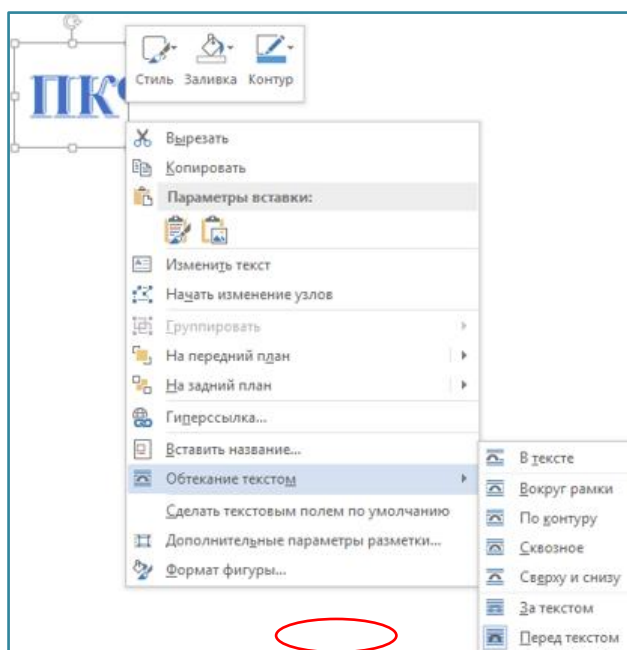 Стиль Заливка Контур
ПК
Вырезать
Копировать
Параметры вставки:
Изменить текст
Начать изменение узлов
Группировать
На передний план
На задний план
Гиперссылка...
Вставить название...
Обтекание текстом
Сделать текстовым полем по умолчанию
Дополнительные параметры разметки...
Формат фигуры...
В тексте
Вокруг рамки
По контуру
Сквозное
Сверху и снизу
За текстом
Перед текстом